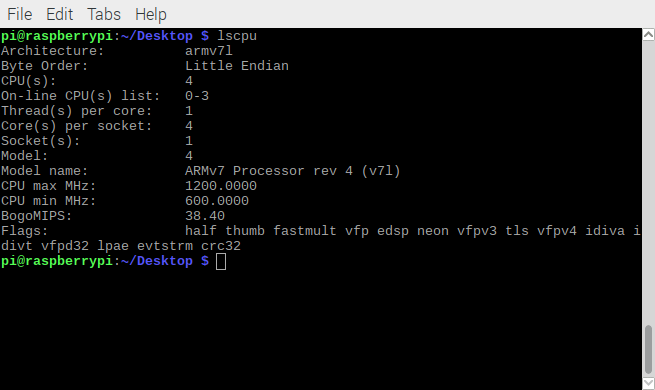 File Edit Tabs Help
pi@raspberrypi:~/Desktop $ lscpu
Architecture:          armv7l
Byte Order:            Little Endian
CPU(s):                4
On-line CPU(s) list:   0-3
Thread(s) per core:    1
Core(s) per socket:    4
Socket(s):             1
Model:                 4
Model name:            ARMv7 Processor rev 4 (v7l)
CPU max MHz:           1200.0000
CPU min MHz:           600.0000
BogoMIPS:              38.40
Flags:                 half thumb fastmult vfp edsp neon vfpv3 tls vfpv4 idiva i
divt vfpd32 lpae evtstrm crc32
pi@raspberrypi:~/Desktop $